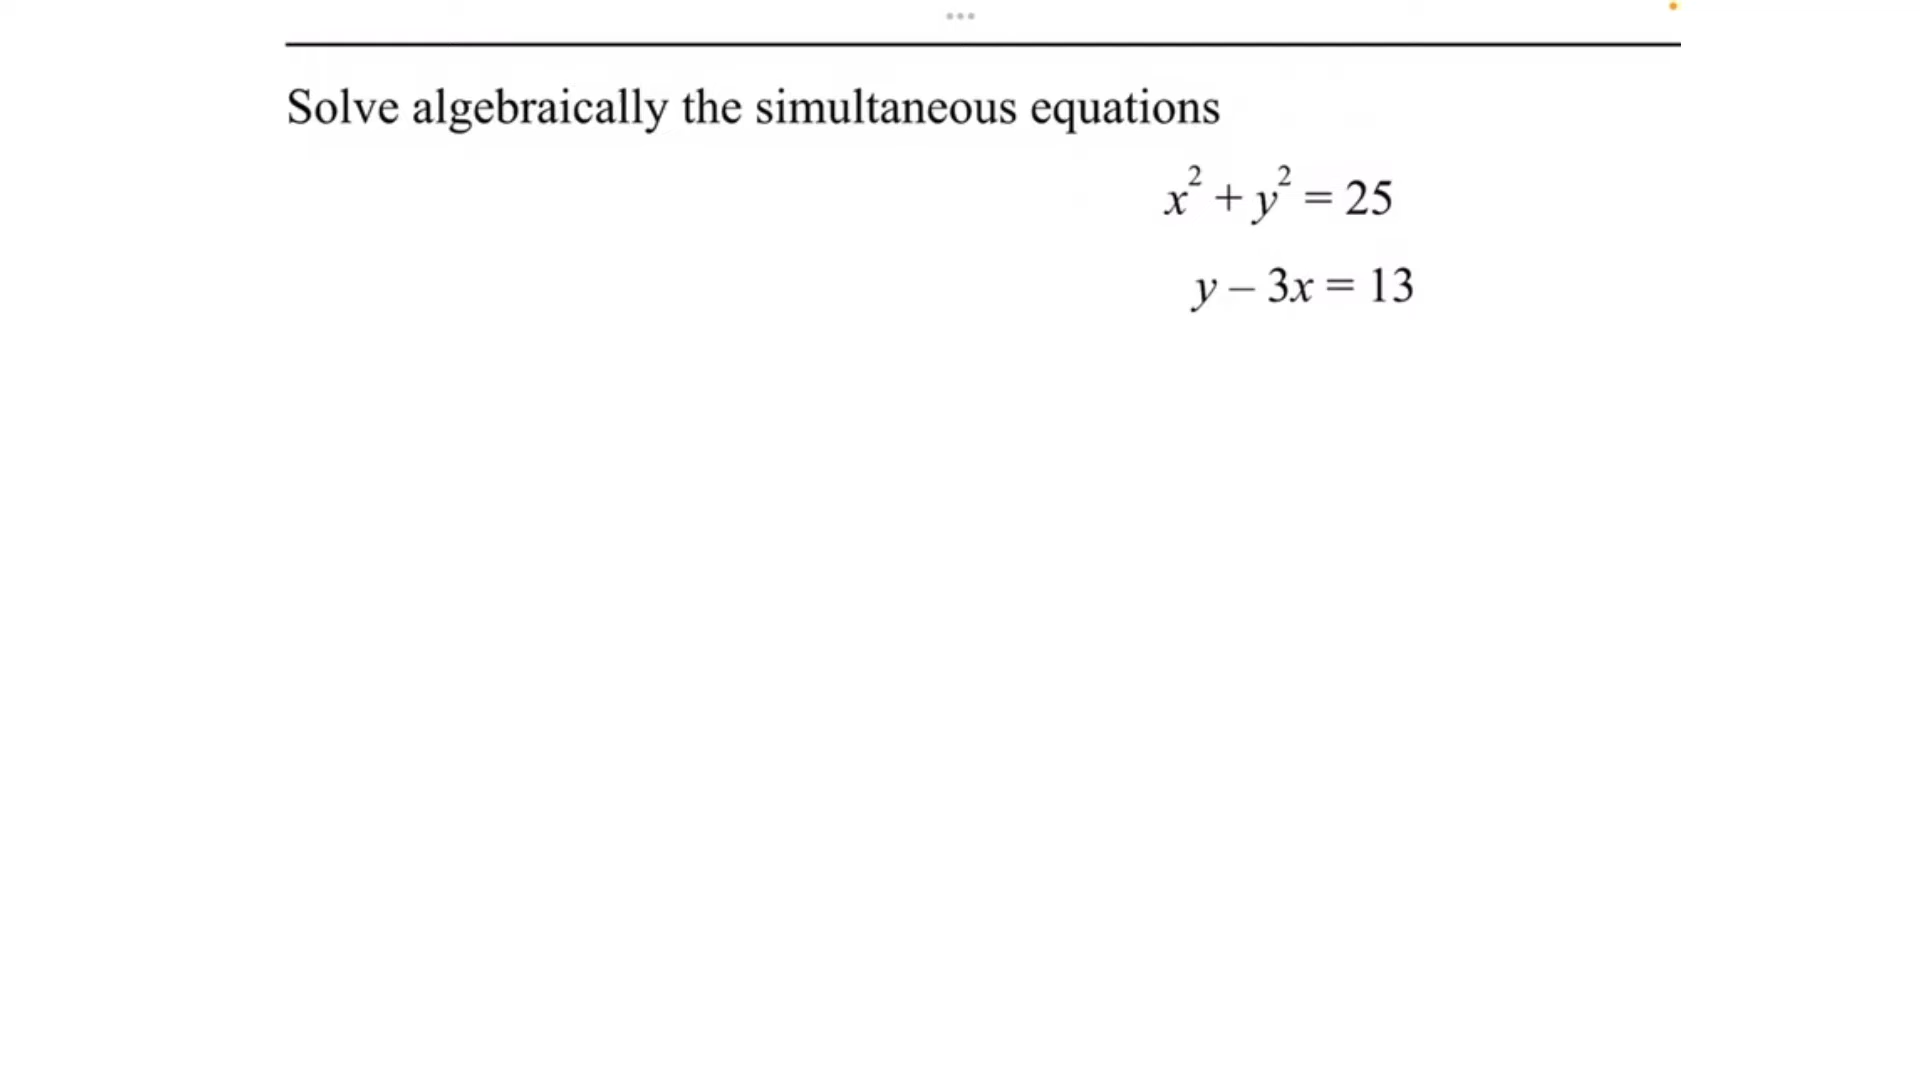 Solve algebraically the simultaneous equations
x² + y² = 25
y – 3x = 13